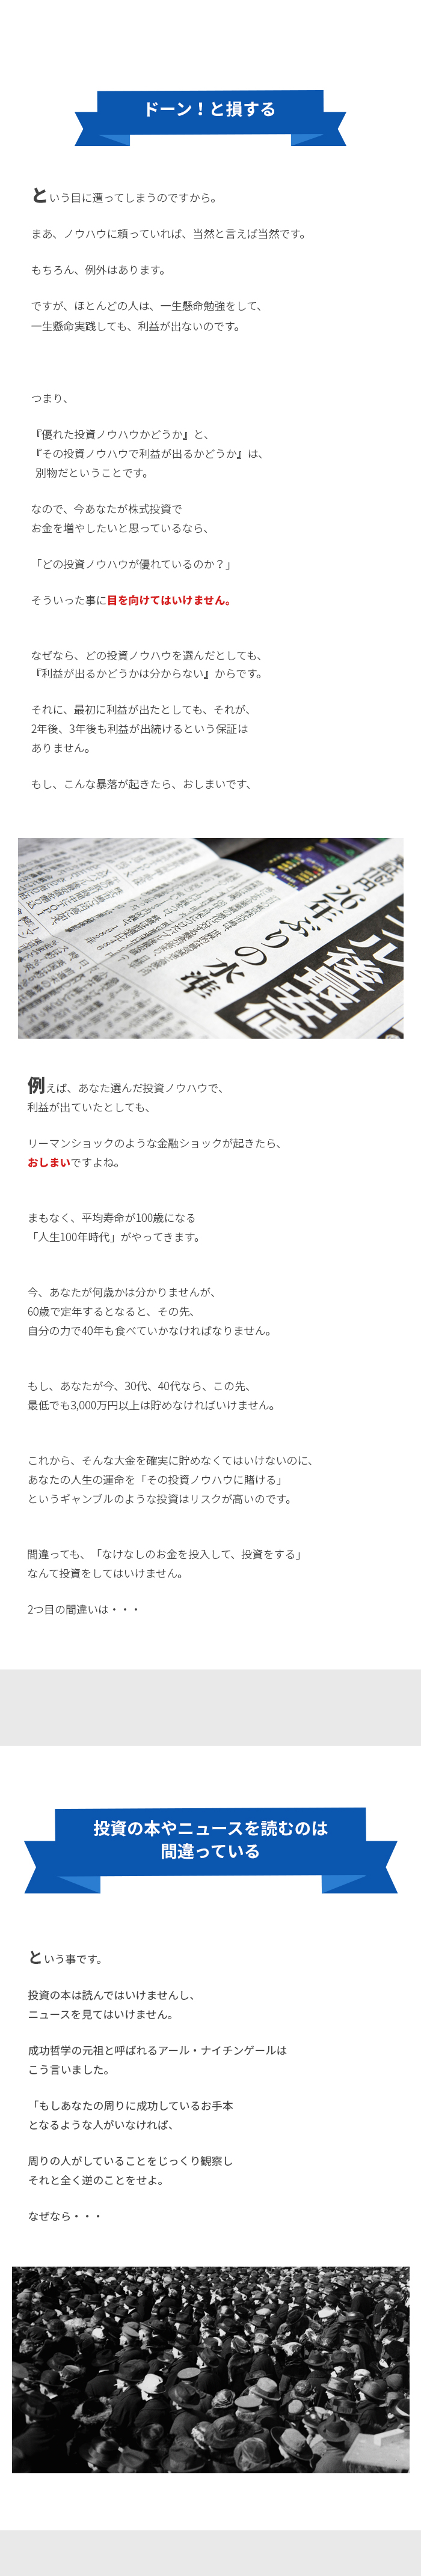 ドーン！と損する
という目に遭ってしまうのですから。
まあ、ノウハウに頼っていれば、当然と言えば当然です。
もちろん、例外はあります。
ですが、ほとんどの人は、一生懸命勉強をして、
一生懸命実践しても、利益が出ないのです。
つまり、
『優れた投資ノウハウかどうか』と、
『その投資ノウハウで利益が出るかどうか』は、
別物だということです。
なので、今あなたが株式投資で
お金を増やしたいと思っているなら、
「どの投資ノウハウが優れているのか？」
そういった事に目を向けてはいけません。
なぜなら、どの投資ノウハウを選んだとしても、
『利益が出るかどうかは分からない』からです。
それに、最初に利益が出たとしても、それが、
2年後、3年後も利益が出続けるという保証は
ありません。
もし、こんな暴落が起きたら、おしまいです、
26年ぶりの水準
例えば、あなた選んだ投資ノウハウで、
利益が出ていたとしても、
リーマンショックのような金融ショックが起きたら、
おしまいですよね。
まもなく、平均寿命が100歳になる
「人生100年時代」がやってきます。
今、あなたが何歳かは分かりませんが、
60歳で定年するとなると、その先、
自分の力で40年も食べていかなければなりません。
もし、あなたが今、30代、40代なら、この先、
最低でも3,000万円以上は貯めなければいけません。
これから、そんな大金を確実に貯めなくてはいけないのに、
あなたの人生の運命を「その投資ノウハウに賭ける」
というギャンブルのような投資はリスクが高いのです。
間違っても、「なけなしのお金を投入して、投資をする」
なんて投資をしてはいけません。
2つ目の間違いは・・・
投資の本やニュースを読むのは
間違っている
という事です。
投資の本は読んではいけませんし、
ニュースを見てはいけません。
成功哲学の元祖と呼ばれるアール・ナイチンゲールは
こう言いました。
「もしあなたの周りに成功しているお手本
となるような人がいなければ、
周りの人がしていることをじっくり観察し
それと全く逆のことをせよ。
なぜなら・・・